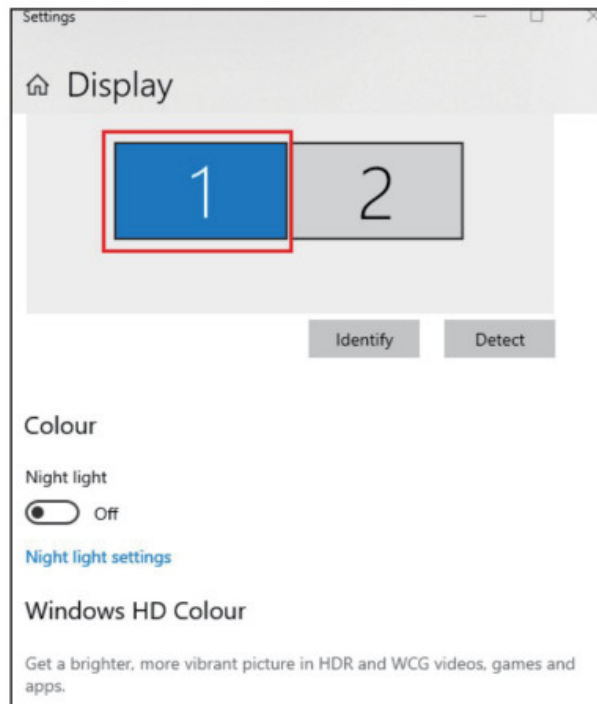 Settings
Display
1 2
Identify Detect
Colour
Night light
Off
Night light settings
Windows HD Colour
Get a brighter, more vibrant picture in HDR and WCG videos, games and
apps.